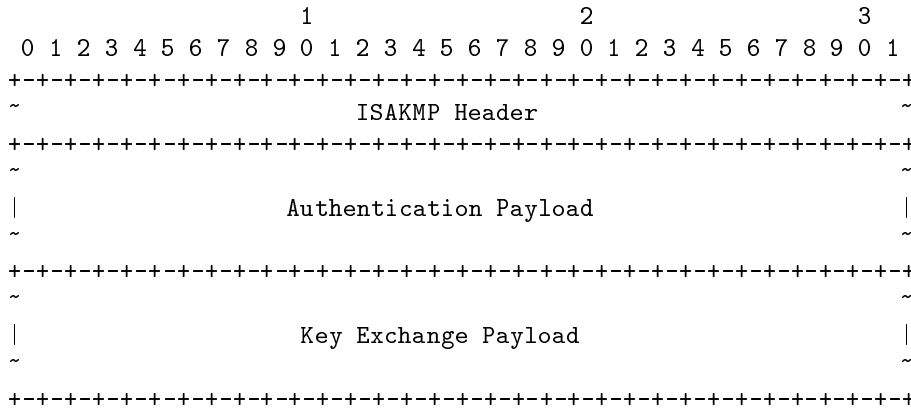 1                   2                   3
 0 1 2 3 4 5 6 7 8 9 0 1 2 3 4 5 6 7 8 9 0 1 2 3 4 5 6 7 8 9 0 1
+-+-+-+-+-+-+-+-+-+-+-+-+-+-+-+-+-+-+-+-+-+-+-+-+-+-+-+-+-+-+-+-+
~                        ISAKMP Header                          ~
+-+-+-+-+-+-+-+-+-+-+-+-+-+-+-+-+-+-+-+-+-+-+-+-+-+-+-+-+-+-+-+-+
~                                                               ~
|                   Authentication Payload                      |
~                                                               ~
+-+-+-+-+-+-+-+-+-+-+-+-+-+-+-+-+-+-+-+-+-+-+-+-+-+-+-+-+-+-+-+-+
~                                                               ~
|                    Key Exchange Payload                       |
~                                                               ~
+-+-+-+-+-+-+-+-+-+-+-+-+-+-+-+-+-+-+-+-+-+-+-+-+-+-+-+-+-+-+-+-+